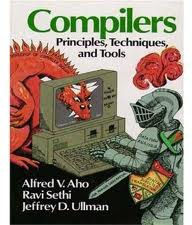 Compilers
Principles, Techniques,
and Tools
Alfred V. Aho
Ravi Sethi
Jeffrey D. Ullman